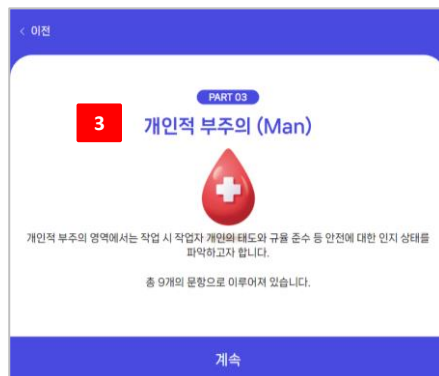 < 이전
PART 03
3
개인적 부주의 (Man)
개인적 부주의 영역에서는 작업 시 작업자 개인의 태도와 규율 준수 등 안전에 대한 인지 상태를
파악하고자 합니다.
총 9개의 문항으로 이루어져 있습니다.
계속